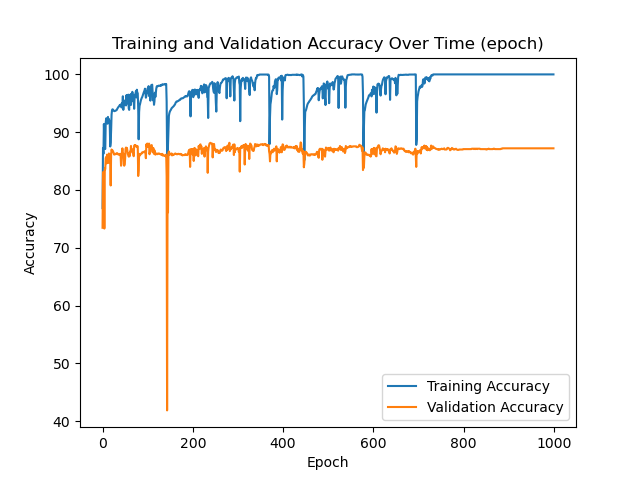 Training and Validation Accuracy Over Time (epoch)
100
90
80
70
60
50
40
Accuracy
0 200 400 600 800 1000
Epoch
Training Accuracy
Validation Accuracy